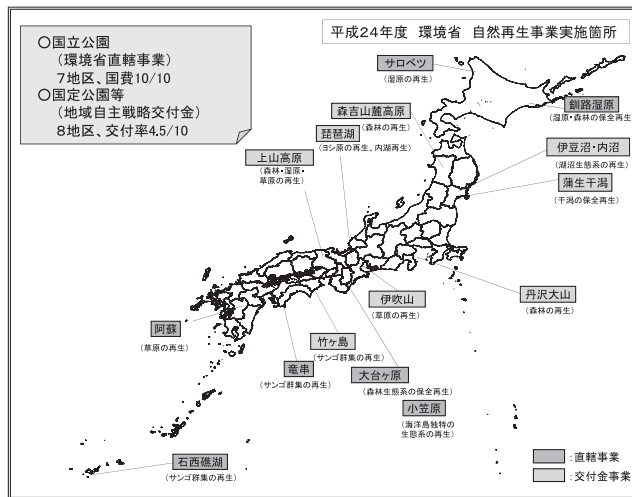 平成24年度 環境省 自然再生事業実施箇所
○国立公園
(環境省直轄事業)
7地区、国費10/10
○国定公園等
(地域自主戦略交付金)
8地区、交付率4.5/10
サロベツ
(湿原の再生)
釧路湿原
(湿原・森林の保全再生)
森吉山麓高原
(森林の再生)
琵琶湖
(ヨシ原の再生、内湖再生)
上山高原
(森林・湿原・
草原の再生)
伊豆沼・内沼
(湖沼生態系の再生)
蒲生干潟
(干潟の保全再生)
丹沢大山
(森林の再生)
伊吹山
(草原の再生)
阿蘇
(草原の再生)
竹ヶ島
(サンゴ群集の再生)
竜串
(サンゴ群集の再生)
大台ヶ原
(森林生態系の保全再生)
小笠原
(海洋島独特の
生態系の再生)
石西礁湖
(サンゴ群集の再生)
:直轄事業
:交付金事業